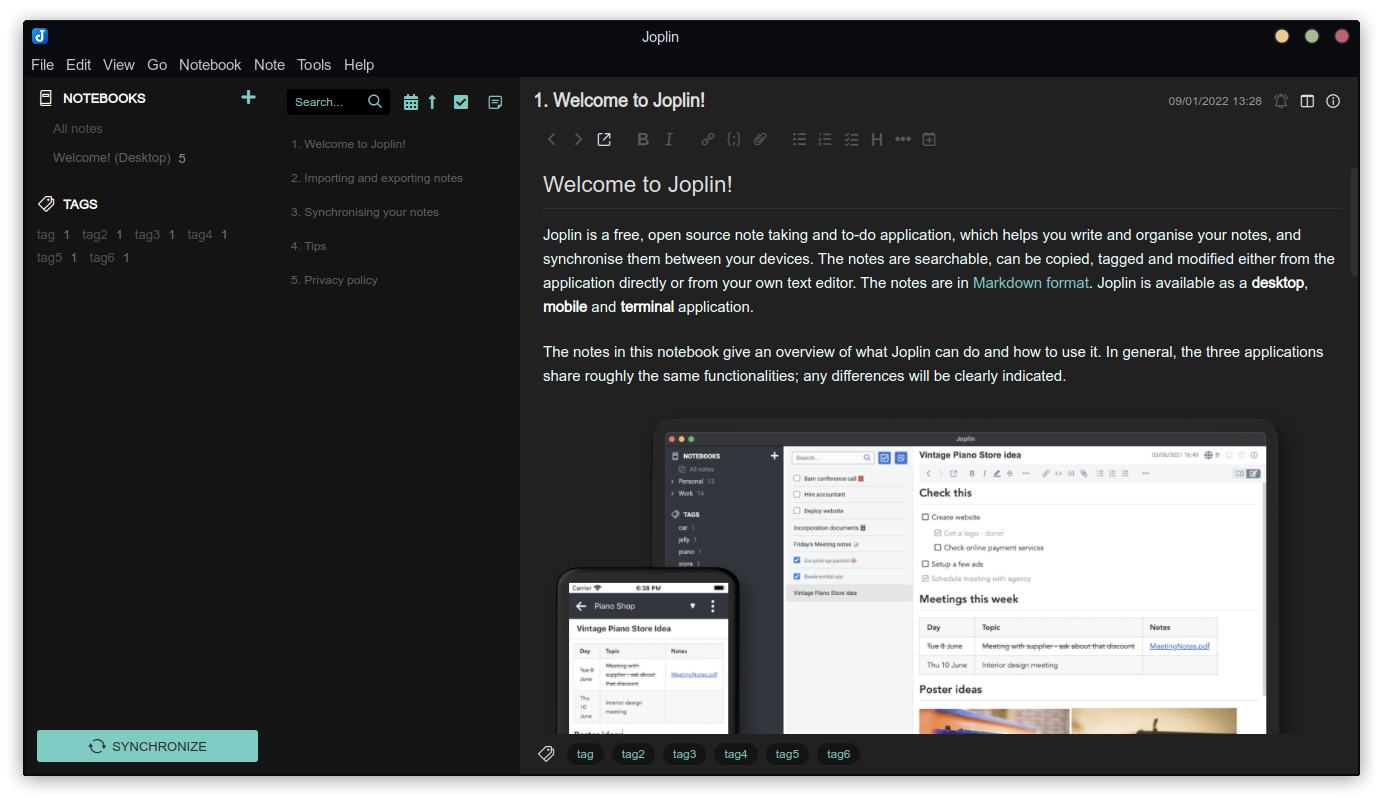 Joplin
File Edit View Go Notebook Note Tools Help
NOTEBOOKS
All notes
Welcome! (Desktop) 5
TAGS
tag 1 tag2 1 tag3 1 tag4 1
tag5 1 tag6 1
SYNCHRONIZE
Search...
1. Welcome to Joplin!
2. Importing and exporting notes
3. Synchronising your notes
4. Tips
5. Privacy policy
1. Welcome to Joplin!
09/01/2022 13:28
Welcome to Joplin!
Joplin is a free, open source note taking and to-do application, which helps you write and organise your notes, and
synchronise them between your devices. The notes are searchable, can be copied, tagged and modified either from the
application directly or from your own text editor. The notes are in Markdown format. Joplin is available as a desktop,
mobile and terminal application.
The notes in this notebook give an overview of what Joplin can do and how to use it. In general, the three applications
share roughly the same functionalities; any differences will be clearly indicated.
Joplin
NOTEBOOKS
All notes
Personal 13
Work 14
TAGS
car 1
jelly 1
piano 1
store 1
Search...
8am conference call
Hire accountant
Deploy website
Incorporation documents
Friday's Meeting notes
Go pick up parcel
Book rental car
Vintage Piano Store idea
Vintage Piano Store idea
03/06/2021 16:49 fr
Check this
Create website
Get a logo - done!
Check online payment services
Setup a few ads
Schedule meeting with agency
Meetings this week
Day Topic Notes
Tue 8 June Meeting with supplier - ask about that discount MeetingNotes.pdf
Thu 10 June Interior design meeting
Poster ideas
Carrier 6:38 PM
Piano Shop
Vintage Piano Store Idea
Day Topic Notes
Tue 8
June
Meeting with
supplier - ask about
that discount
MeetingNotes.pdf
Thu
10
June
Interior design
meeting
Poster ideas
tag tag2 tag3 tag4 tag5 tag6